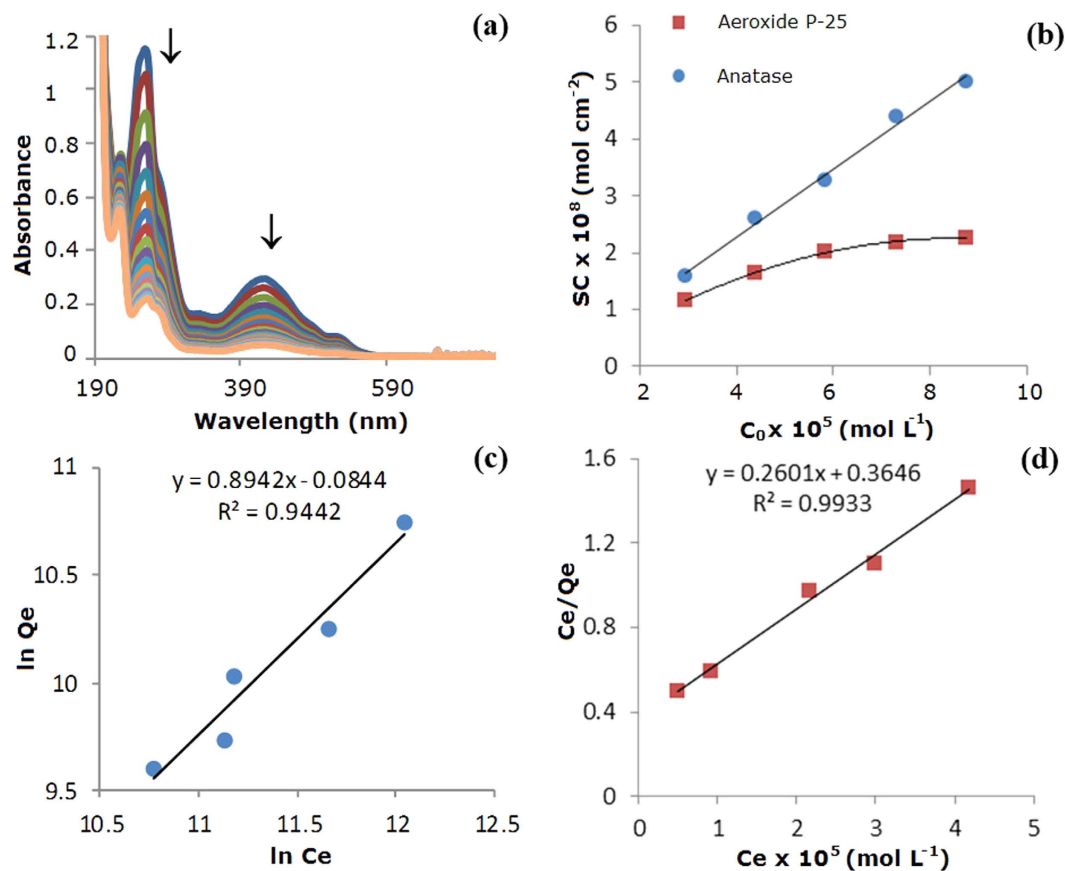 (a)
Absorbance
1.2
1
0.8
0.6
0.4
0.2
0
190 390 590
Wavelength (nm)
Aeroxide P-25
Anatase
(b)
SC x 10⁸ (mol cm⁻²)
6
5
4
3
2
1
0
2 4 6 8 10
C₀ x 10⁵ (mol L⁻¹)
(c)
y = 0.8942x - 0.0844
R² = 0.9442
ln Qe
11
10.5
10
9.5
10.5 11 11.5 12 12.5
ln Ce
(d)
y = 0.2601x + 0.3646
R² = 0.9933
Ce/Qe
1.6
1.2
0.8
0.4
0
0 1 2 3 4 5
Ce x 10⁵ (mol L⁻¹)